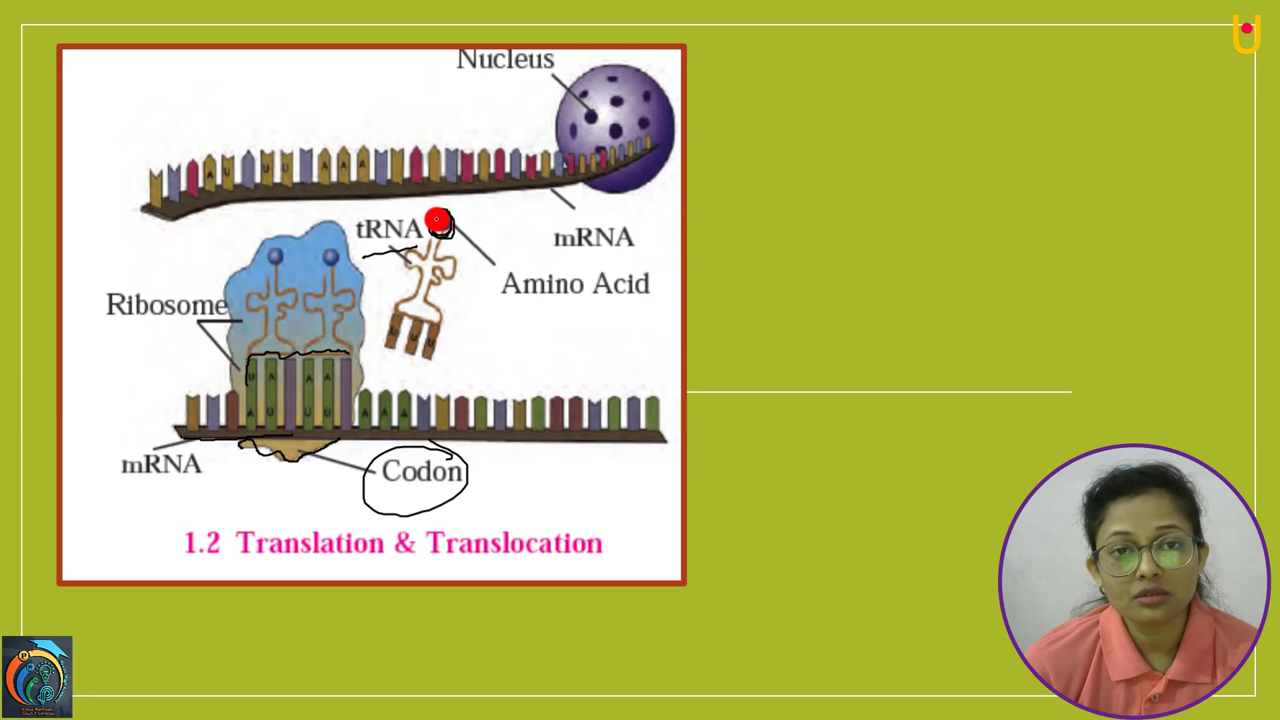 Nucleus
A U U U A A A
tRNA
mRNA
Amino Acid
Ribosome
U U U
U A A A
A U U U A A A
mRNA
Codon
1.2 Translation & Translocation